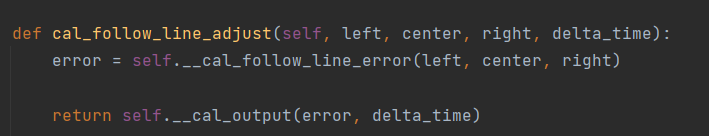 def cal_follow_line_adjust(self, left, center, right, delta_time):
    error = self.__cal_follow_line_error(left, center, right)

    return self.__cal_output(error, delta_time)